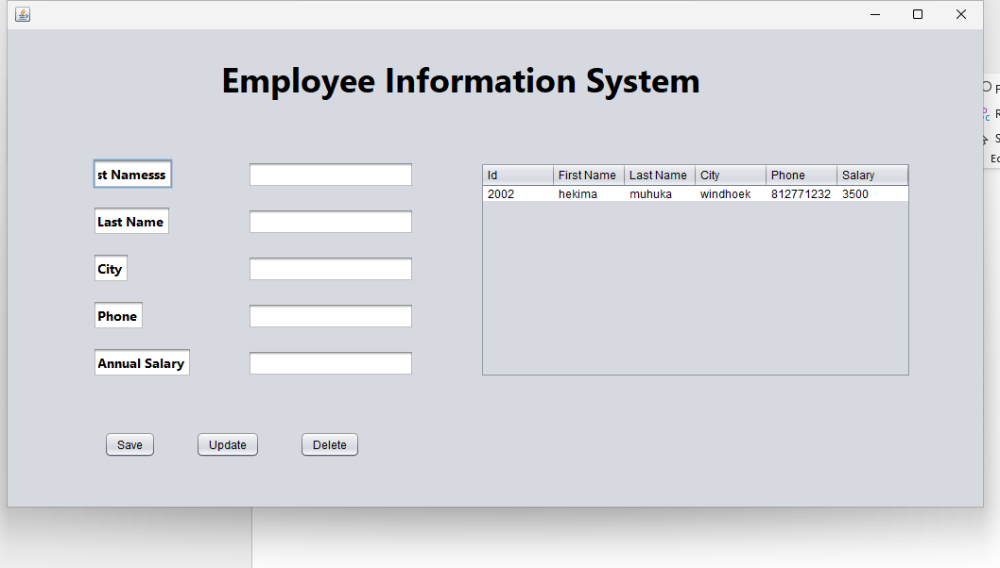 Employee Information System
st Namesss
Last Name
City
Phone
Annual Salary
Id First Name Last Name City Phone Salary
2002 hekima muhuka windhoek 812771232 3500
Save Update Delete
F
R
S